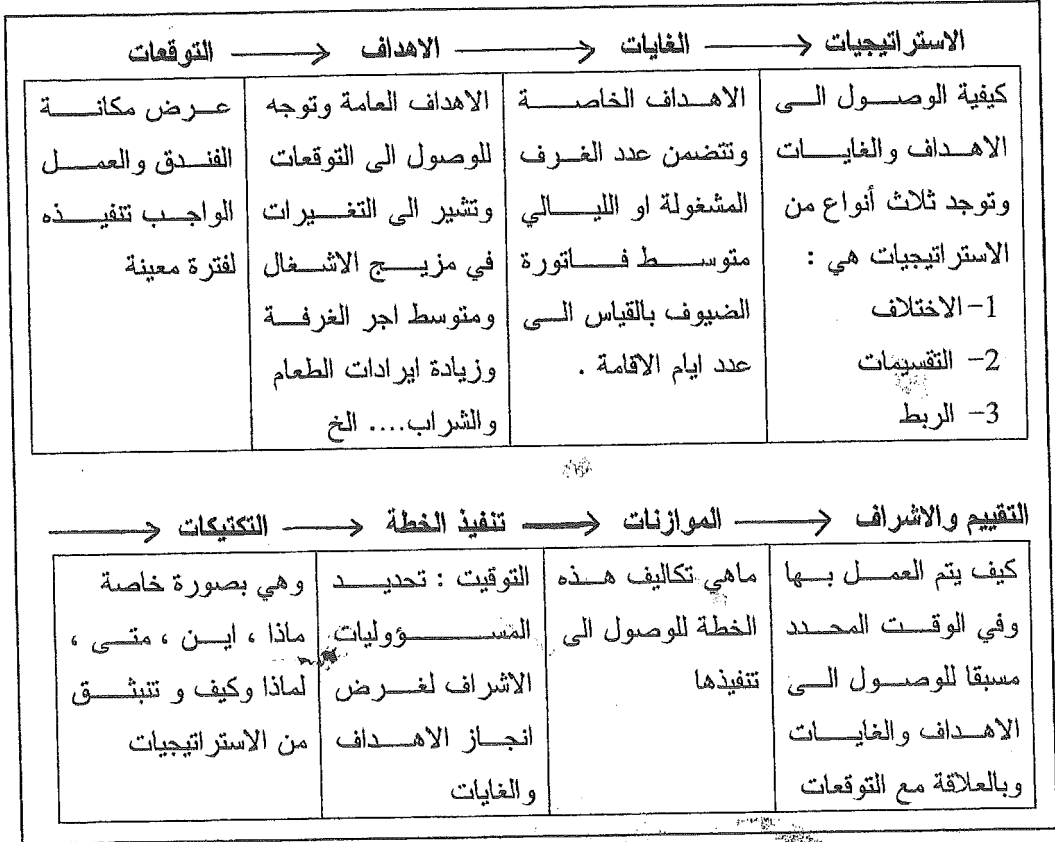 الاستراتيجيات الغايات الاهداف التوقعات
كيفية الوصول الى
الاهداف والغايات
وتوجد ثلاث أنواع من
الاستراتيجيات هي :
1- الاختلاف
2- التقسيمات
3- الربط
الاهداف الخاصة
وتتضمن عدد الغرف
المشغولة او الليالي
متوسط فاتورة
الضيوف بالقياس الى
عدد ايام الاقامة .
الاهداف العامة وتوجه
للوصول الى التوقعات
وتشير الى التغيرات
في مزيج الاشغال
ومتوسط اجر الغرفة
وزيادة ايرادات الطعام
والشراب.... الخ
عرض مكانة
الفندق والعمل
الواجب تنفيذه
لفترة معينة
التقييم والاشراف الموازنات تنفيذ الخطة التكتيكات
كيف يتم العمل بها
وفي الوقت المحدد
مسبقا للوصول الى
الاهداف والغايات
وبالعلاقة مع التوقعات
ماهي تكاليف هذه
الخطة للوصول الى
تنفيذها
التوقيت : تحديد
المسؤوليات
الاشراف لغرض
انجاز الاهداف
والغايات
وهي بصورة خاصة
ماذا ، اين ، متى ،
لماذا وكيف و تنبثق
من الاستراتيجيات